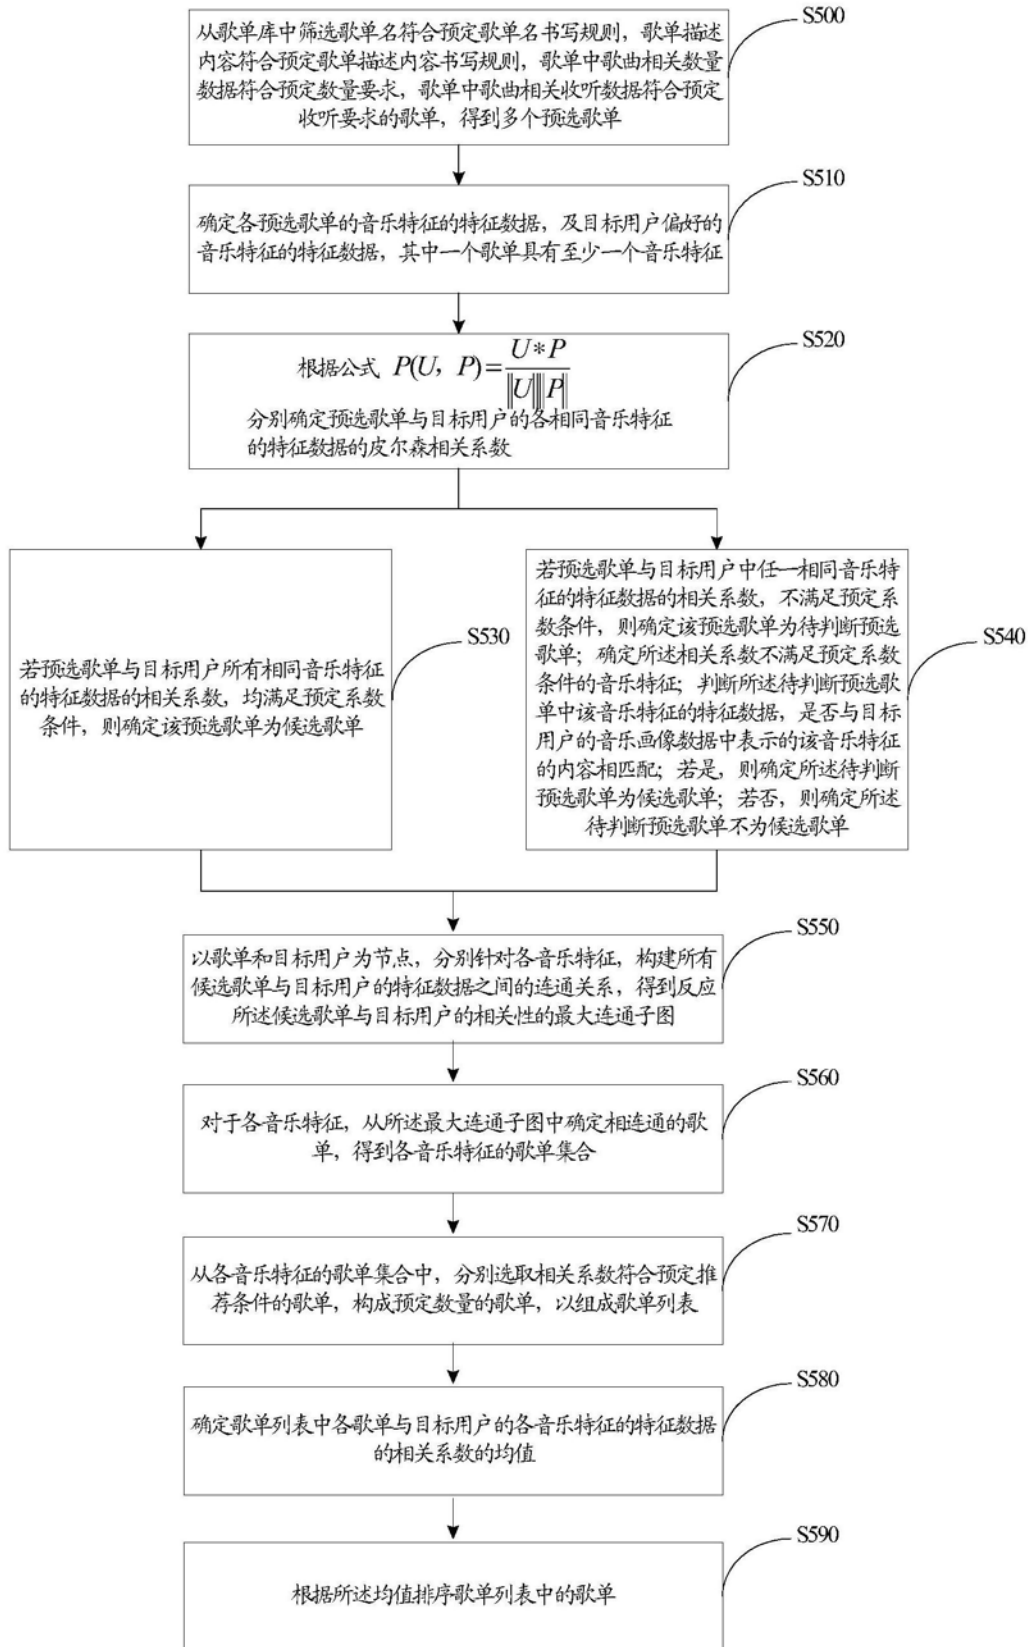 从歌单库中筛选歌单名符合预定歌单名书写规则，歌单描述
内容符合预定歌单描述内容书写规则，歌单中歌曲相关数量
数据符合预定数量要求，歌单中歌曲相关收听数据符合预定
收听要求的歌单，得到多个预选歌单
S500
确定各预选歌单的音乐特征的特征数据，及目标用户偏好的
音乐特征的特征数据，其中一个歌单具有至少一个音乐特征
S510
根据公式 P(U, P)=U*P/‖U‖‖P‖
分别确定预选歌单与目标用户的各相同音乐特征
的特征数据的皮尔森相关系数
S520
若预选歌单与目标用户所有相同音乐特征
的特征数据的相关系数，均满足预定系数
条件，则确定该预选歌单为候选歌单
S530
若预选歌单与目标用户中任一相同音乐特
征的特征数据的相关系数，不满足预定系
数条件，则确定该预选歌单为待判断预选
歌单；确定所述相关系数不满足预定系数
条件的音乐特征；判断所述待判断预选歌
单中该音乐特征的特征数据，是否与目标
用户的音乐画像数据中表示的该音乐特征
的内容相匹配；若是，则确定所述待判断
预选歌单为候选歌单；若否，则确定所述
待判断预选歌单不为候选歌单
S540
以歌单和目标用户为节点，分别针对各音乐特征，构建所有
候选歌单与目标用户的特征数据之间的连通关系，得到反应
所述候选歌单与目标用户的相关性的最大连通子图
S550
对于各音乐特征，从所述最大连通子图中确定相连通的歌
单，得到各音乐特征的歌单集合
S560
从各音乐特征的歌单集合中，分别选取相关系数符合预定推
荐条件的歌单，构成预定数量的歌单，以组成歌单列表
S570
确定歌单列表中各歌单与目标用户的各音乐特征的特征数据
的相关系数的均值
S580
根据所述均值排序歌单列表中的歌单
S590